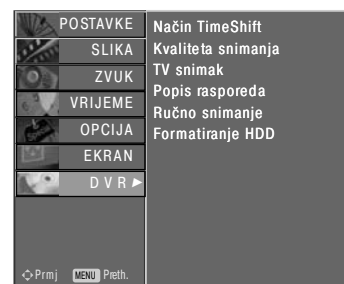 POSTAVKE
SLIKA
ZVUK
VRIJEME
OPCIJA
EKRAN
DVR
Prmj MENU Preth.
Način TimeShift
Kvaliteta snimanja
TV snimak
Popis rasporeda
Ručno snimanje
Formatiranje HDD